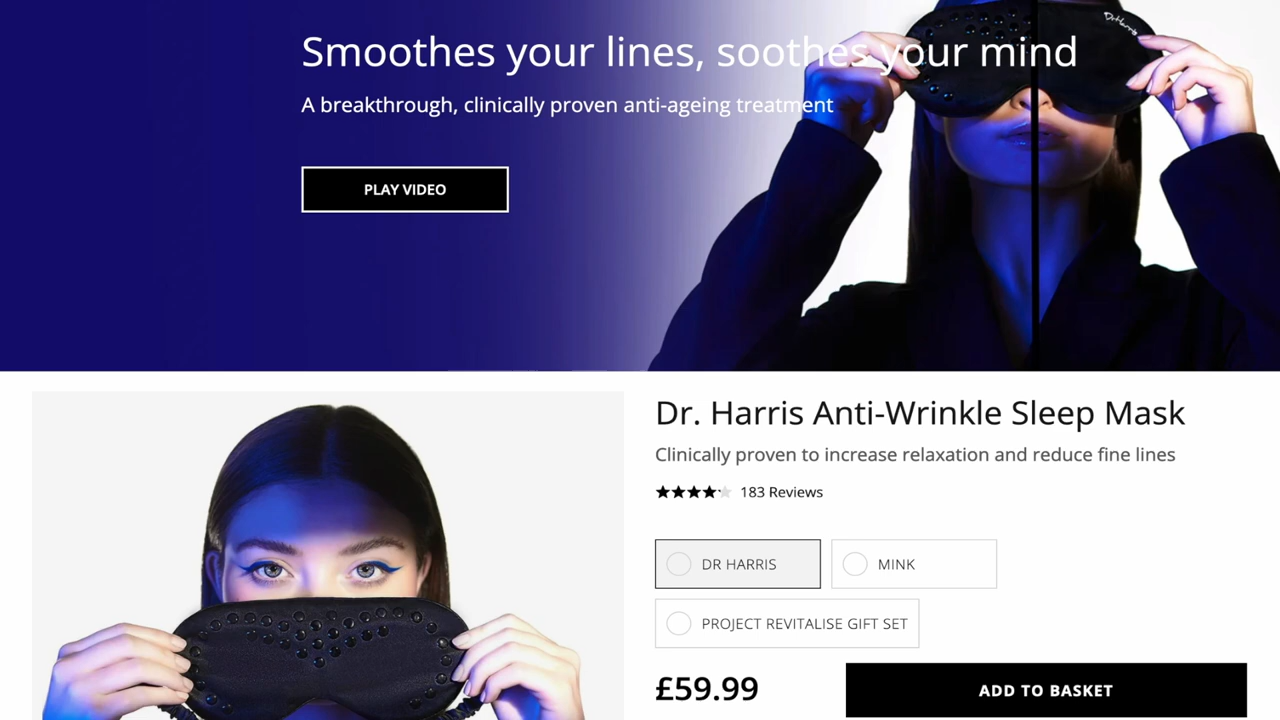 Smoothes your lines, soothes your mind
A breakthrough, clinically proven anti-ageing treatment
PLAY VIDEO
Dr.Harris
Dr. Harris Anti-Wrinkle Sleep Mask
Clinically proven to increase relaxation and reduce fine lines
183 Reviews
DR HARRIS
MINK
PROJECT REVITALISE GIFT SET
£59.99
ADD TO BASKET